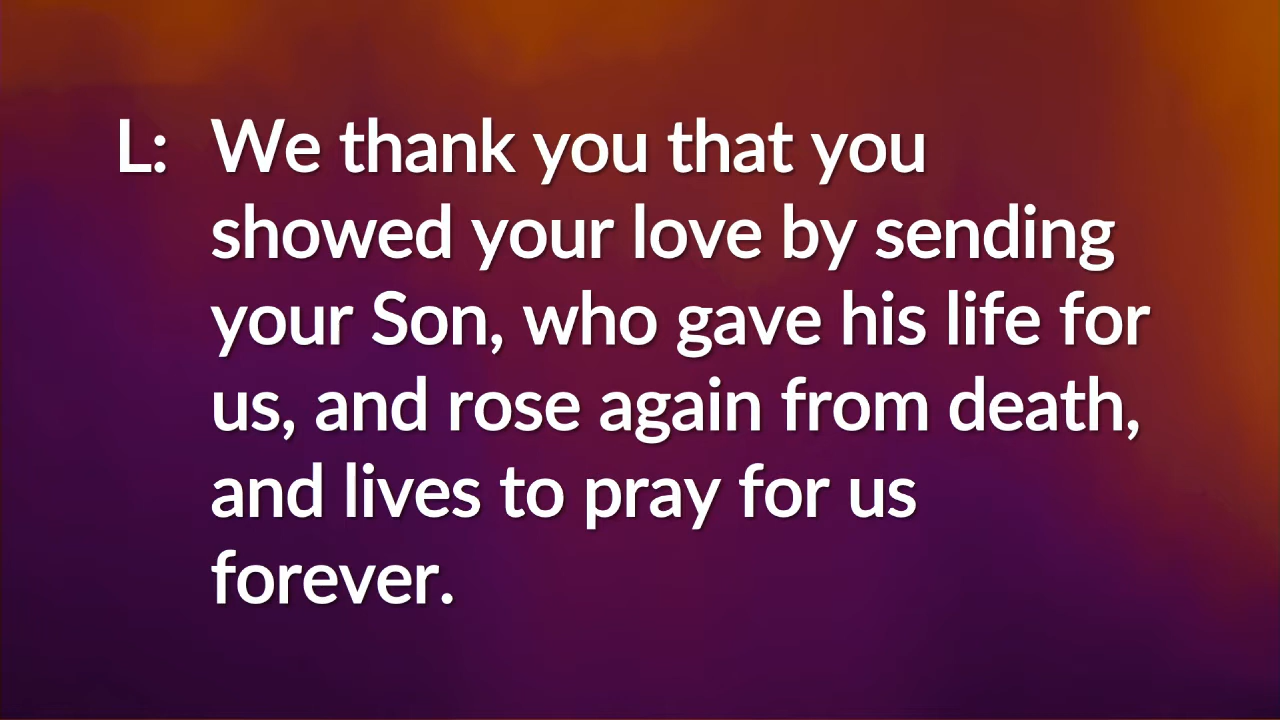 L: We thank you that you
showed your love by sending
your Son, who gave his life for
us, and rose again from death,
and lives to pray for us
forever.